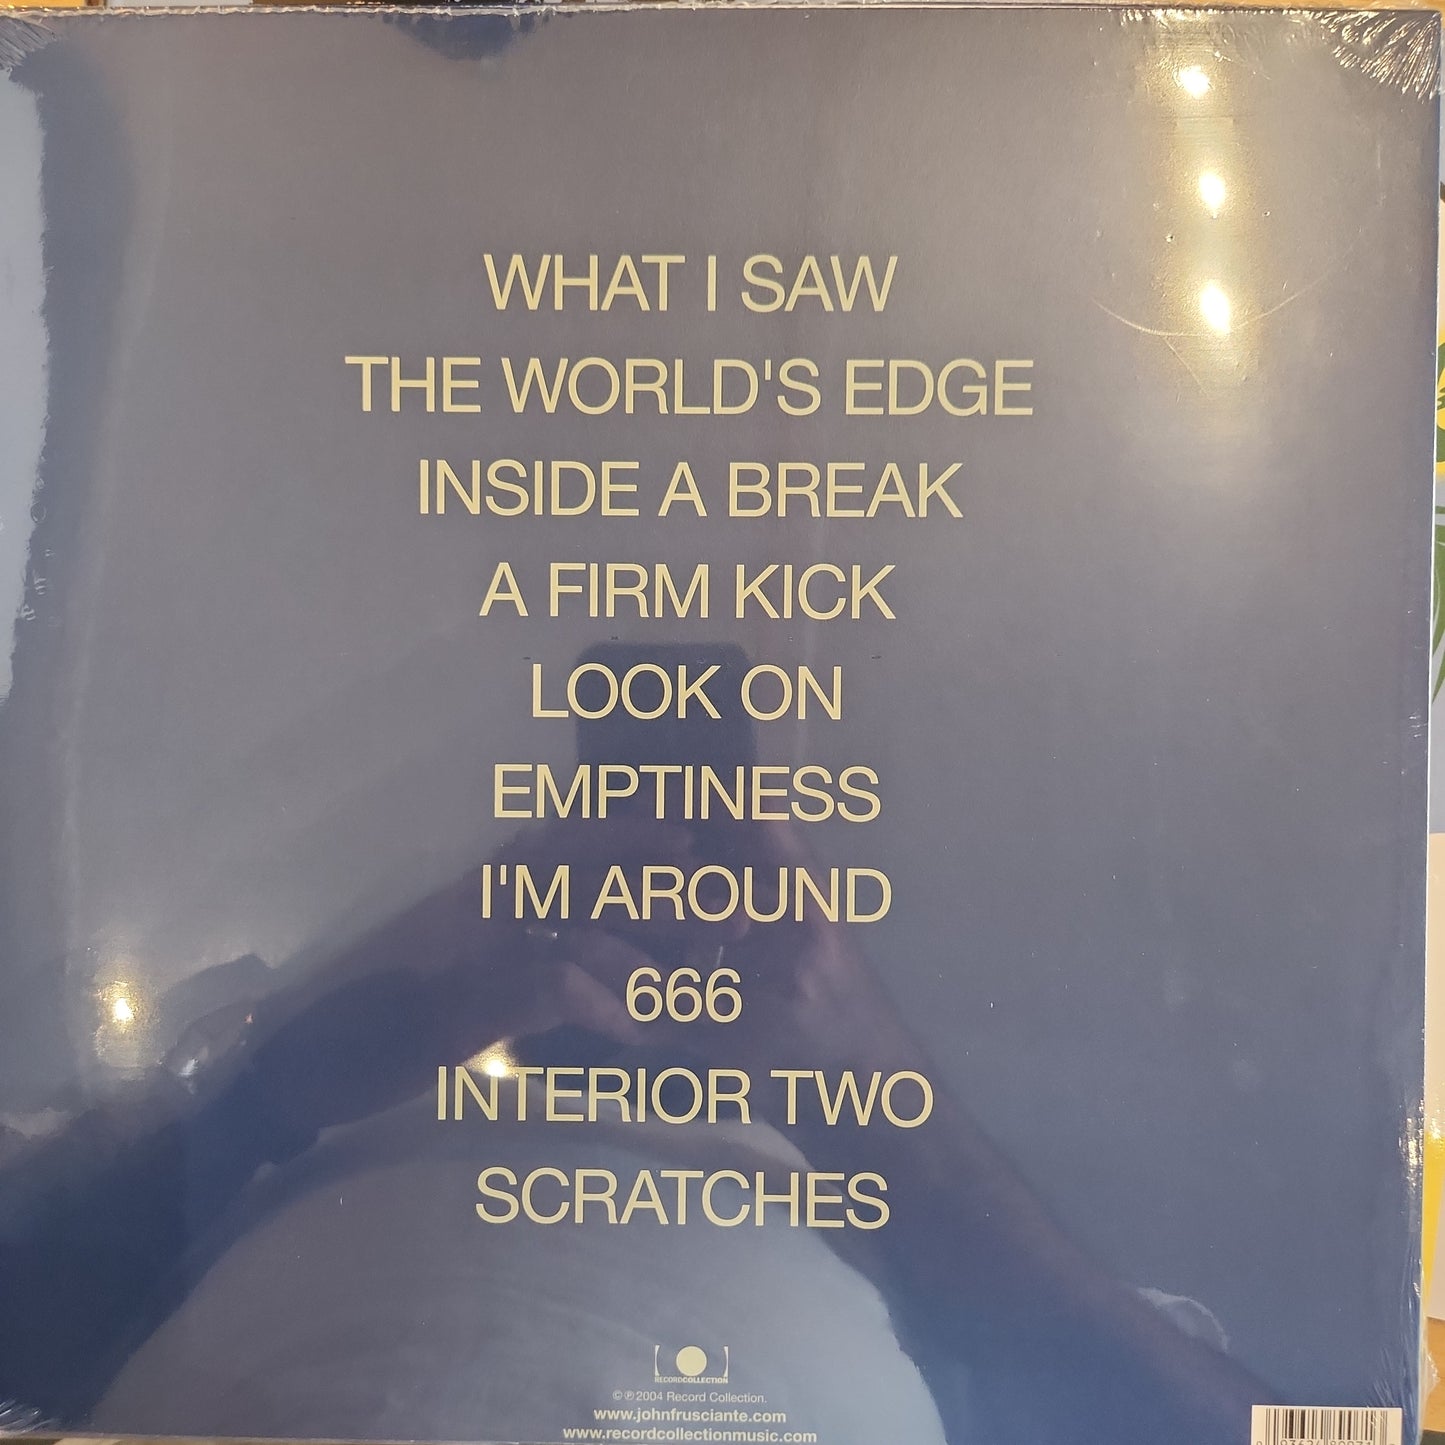 WHAT I SAW
THE WORLD'S EDGE
INSIDE A BREAK
A FIRM KICK
LOOK ON
EMPTINESS
I'M AROUND
666
INTERIOR TWO
SCRATCHES
RECORDCOLLECTION
©℗2004 Record Collection.
www.johnfrusciante.com
www.recordcollectionmusic.com